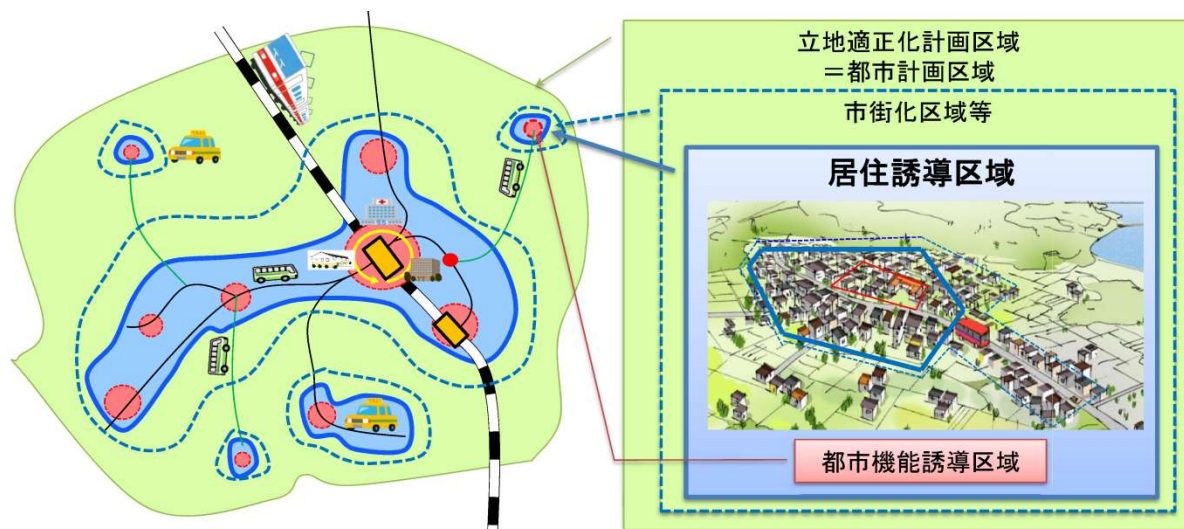 立地適正化計画区域
＝都市計画区域
市街化区域等
居住誘導区域
都市機能誘導区域